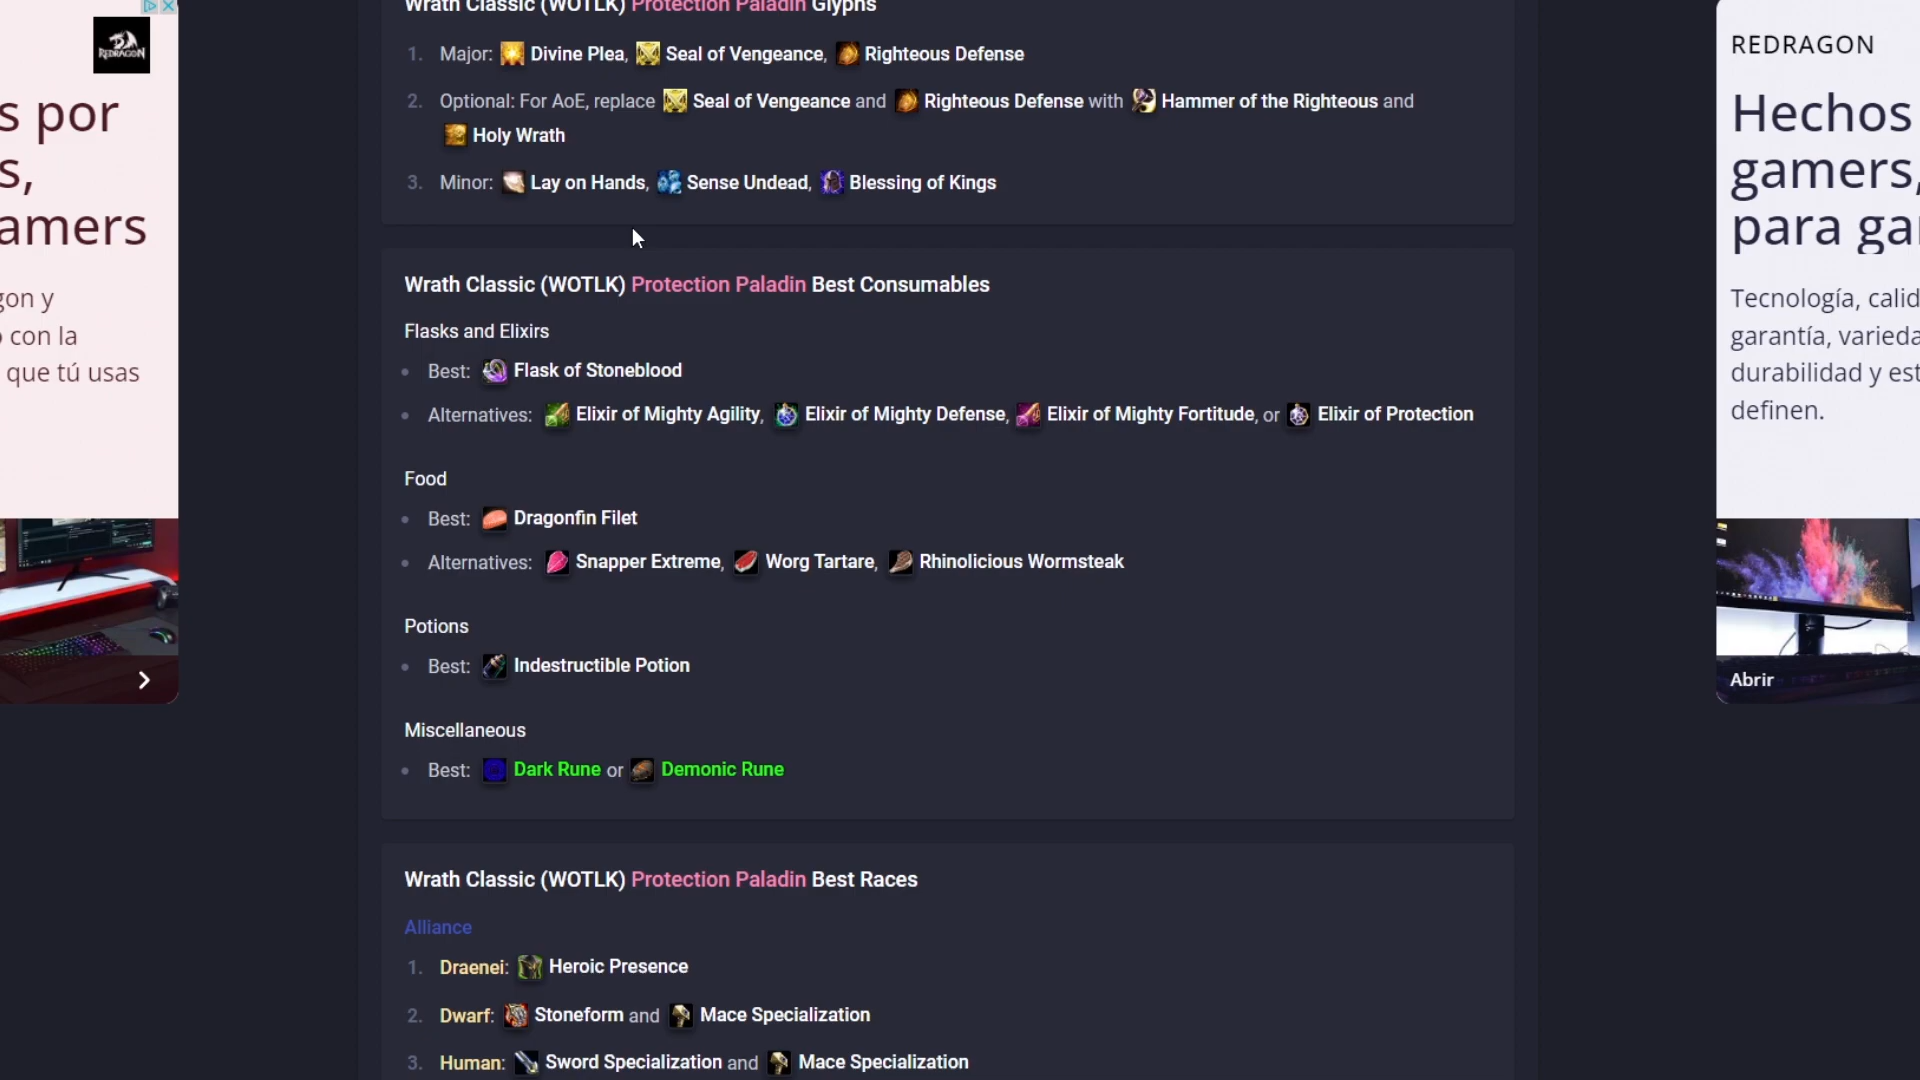 Wrath Classic (WOTLK) Protection Paladin Glyphs
1. Major: Divine Plea, Seal of Vengeance, Righteous Defense
2. Optional: For AoE, replace Seal of Vengeance and Righteous Defense with Hammer of the Righteous and
Holy Wrath
3. Minor: Lay on Hands, Sense Undead, Blessing of Kings
Wrath Classic (WOTLK) Protection Paladin Best Consumables
Flasks and Elixirs
Best: Flask of Stoneblood
Alternatives: Elixir of Mighty Agility, Elixir of Mighty Defense, Elixir of Mighty Fortitude, or Elixir of Protection
Food
Best: Dragonfin Filet
Alternatives: Snapper Extreme, Worg Tartare, Rhinolicious Wormsteak
Potions
Best: Indestructible Potion
Miscellaneous
Best: Dark Rune or Demonic Rune
Wrath Classic (WOTLK) Protection Paladin Best Races
Alliance
1. Draenei: Heroic Presence
2. Dwarf: Stoneform and Mace Specialization
3. Human: Sword Specialization and Mace Specialization
REDRAGON
s por
s,
amers
gon y
o con la
que tú usas
REDRAGON
Hechos
gamers,
para ga
Tecnología, calid
garantía, varieda
durabilidad y est
definen.
Abrir